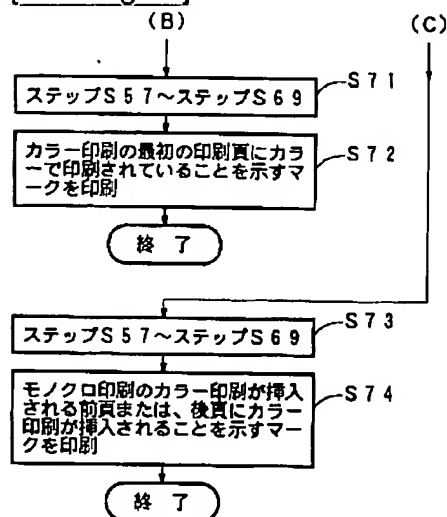 (B)
(C)
S71
ステップS57～ステップS69
S72
カラー印刷の最初の印刷頁にカラ
ーで印刷されていることを示すマ
ークを印刷
終 了
S73
ステップS57～ステップS69
S74
モノクロ印刷のカラー印刷が挿入
される前頁または、後頁にカラー
印刷が挿入されることを示すマー
クを印刷
終 了